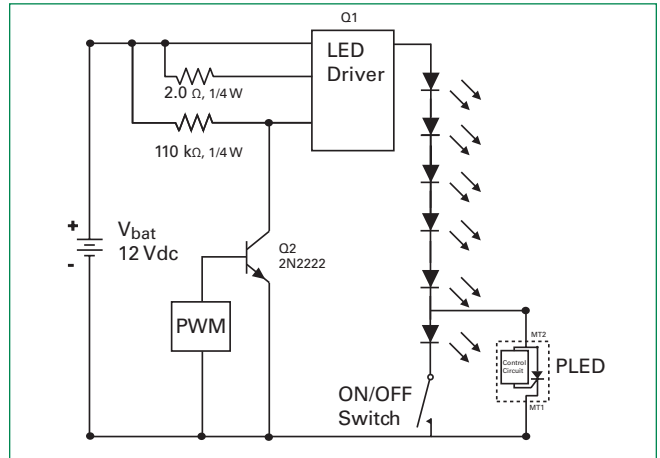 Q1
LED
Driver
2.0 Ω, 1/4 W
110 kΩ, 1/4 W
+
Vbat
12 Vdc
-
Q2
2N2222
PWM
MT2
Control
Circuit
PLED
MT1
ON/OFF
Switch